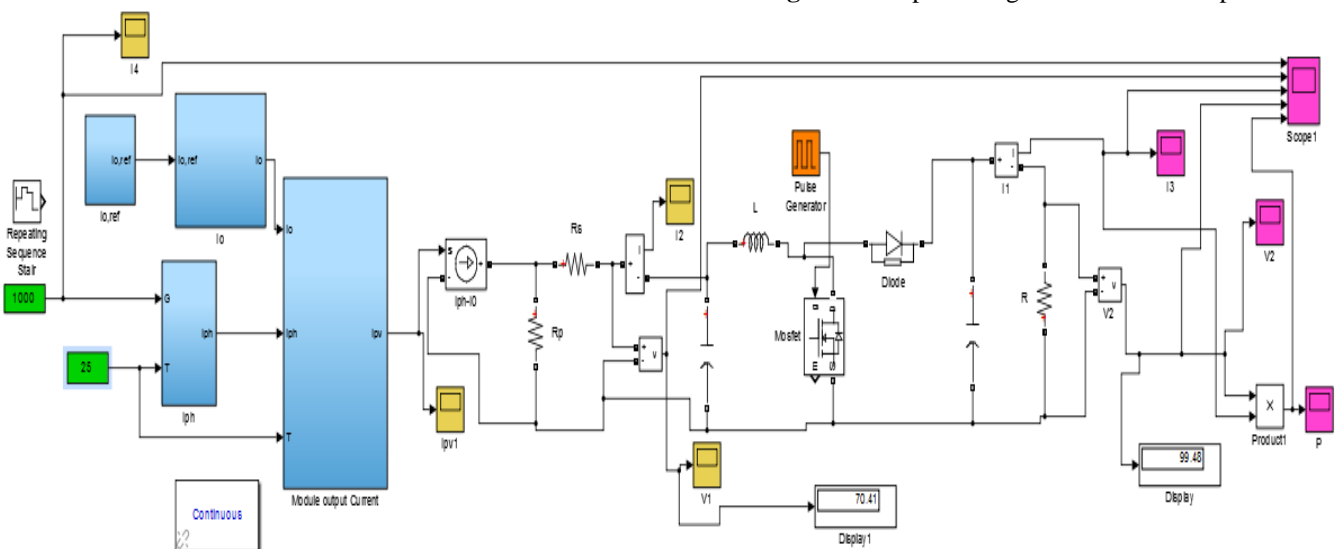 I4
Io,ref
Io,ref
Io,ref
Io
Io
Repeating
Sequence
Stair
1000
25
G
T
Iph
Iph
Io
Iph
T
Ipv
Module output Current
Continuous
s
-
+
Iph-I0
Ipv1
Rp
Rs
+
-
I
I2
+
-
v
V1
70.41
Display1
L
Pulse
Generator
Mosfet
Diode
+
-
I
I1
R
+
-
v
V2
I3
Scope1
V2
×
Product1
P
99.48
Display